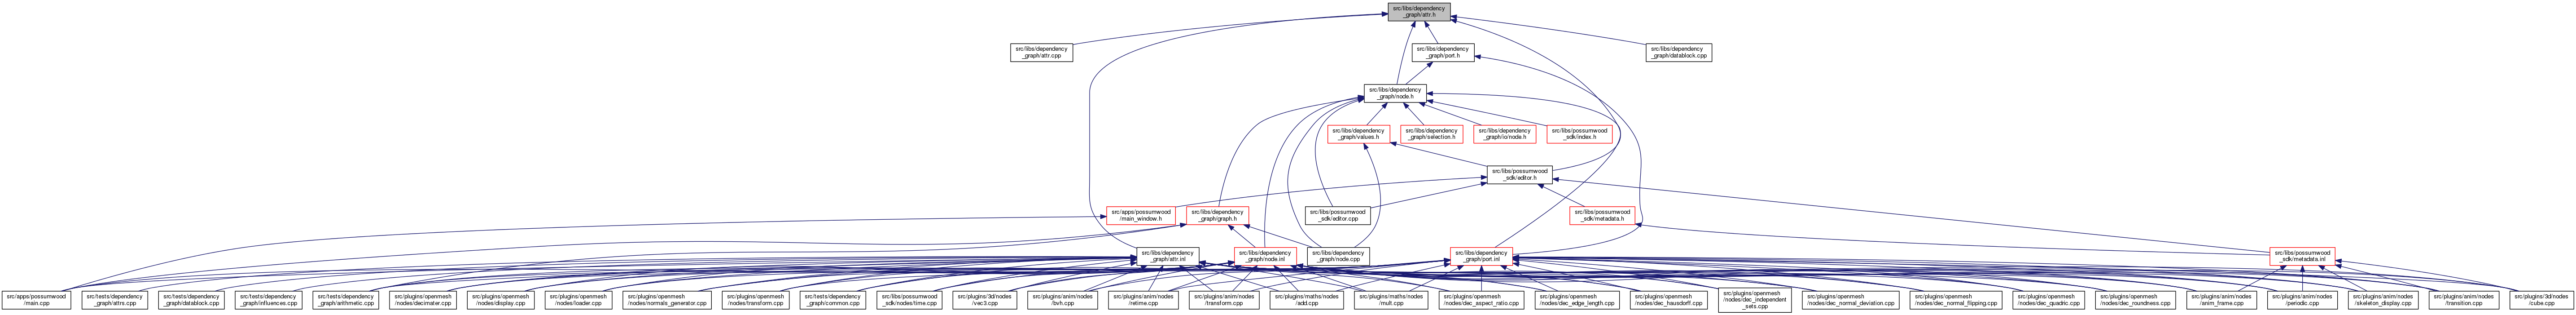 src/libs/dependency
_graph/attr.h
src/libs/dependency
_graph/attr.cpp
src/libs/dependency
_graph/port.h
src/libs/dependency
_graph/datablock.cpp
src/libs/dependency
_graph/node.h
src/libs/dependency
_graph/values.h
src/libs/dependency
_graph/selection.h
src/libs/dependency
_graph/io/node.h
src/libs/possumwood
_sdk/index.h
src/libs/possumwood
_sdk/editor.h
src/apps/possumwood
/main_window.h
src/libs/dependency
_graph/graph.h
src/libs/possumwood
_sdk/editor.cpp
src/libs/possumwood
_sdk/metadata.h
src/libs/dependency
_graph/attr.inl
src/libs/dependency
_graph/node.inl
src/libs/dependency
_graph/node.cpp
src/libs/dependency
_graph/port.inl
src/libs/possumwood
_sdk/metadata.inl
src/apps/possumwood
/main.cpp
src/tests/dependency
_graph/attrs.cpp
src/tests/dependency
_graph/datablock.cpp
src/tests/dependency
_graph/influences.cpp
src/tests/dependency
_graph/arithmetic.cpp
src/plugins/openmesh
/nodes/decimater.cpp
src/plugins/openmesh
/nodes/display.cpp
src/plugins/openmesh
/nodes/loader.cpp
src/plugins/openmesh
/nodes/normals_generator.cpp
src/plugins/openmesh
/nodes/transform.cpp
src/tests/dependency
_graph/common.cpp
src/libs/possumwood
_sdk/nodes/time.cpp
src/plugins/3d/nodes
/vec3.cpp
src/plugins/anim/nodes
/bvh.cpp
src/plugins/anim/nodes
/retime.cpp
src/plugins/anim/nodes
/transform.cpp
src/plugins/maths/nodes
/add.cpp
src/plugins/maths/nodes
/mult.cpp
src/plugins/openmesh
/nodes/dec_aspect_ratio.cpp
src/plugins/openmesh
/nodes/dec_edge_length.cpp
src/plugins/openmesh
/nodes/dec_hausdorff.cpp
src/plugins/openmesh
/nodes/dec_independent
_sets.cpp
src/plugins/openmesh
/nodes/dec_normal_deviation.cpp
src/plugins/openmesh
/nodes/dec_normal_flipping.cpp
src/plugins/openmesh
/nodes/dec_quadric.cpp
src/plugins/openmesh
/nodes/dec_roundness.cpp
src/plugins/anim/nodes
/anim_frame.cpp
src/plugins/anim/nodes
/periodic.cpp
src/plugins/anim/nodes
/skeleton_display.cpp
src/plugins/anim/nodes
/transition.cpp
src/plugins/3d/nodes
/cube.cpp